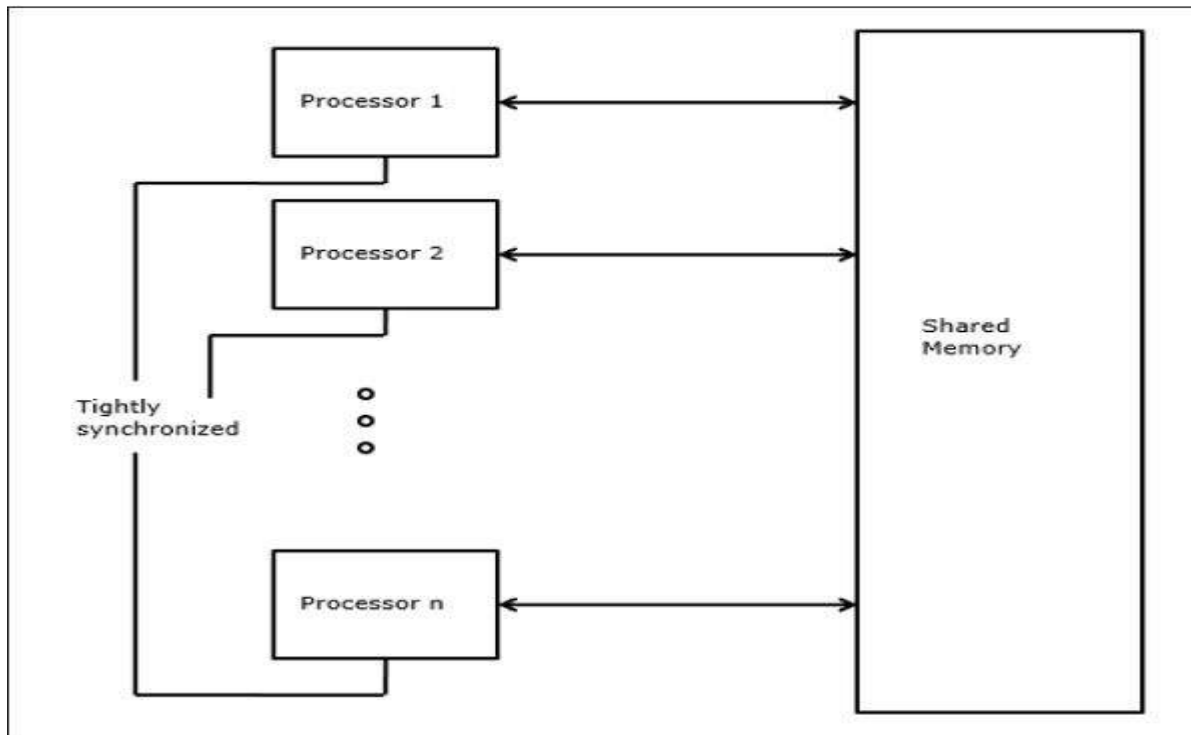 Processor 1
Processor 2
Shared
Memory
Tightly
synchronized
Processor n